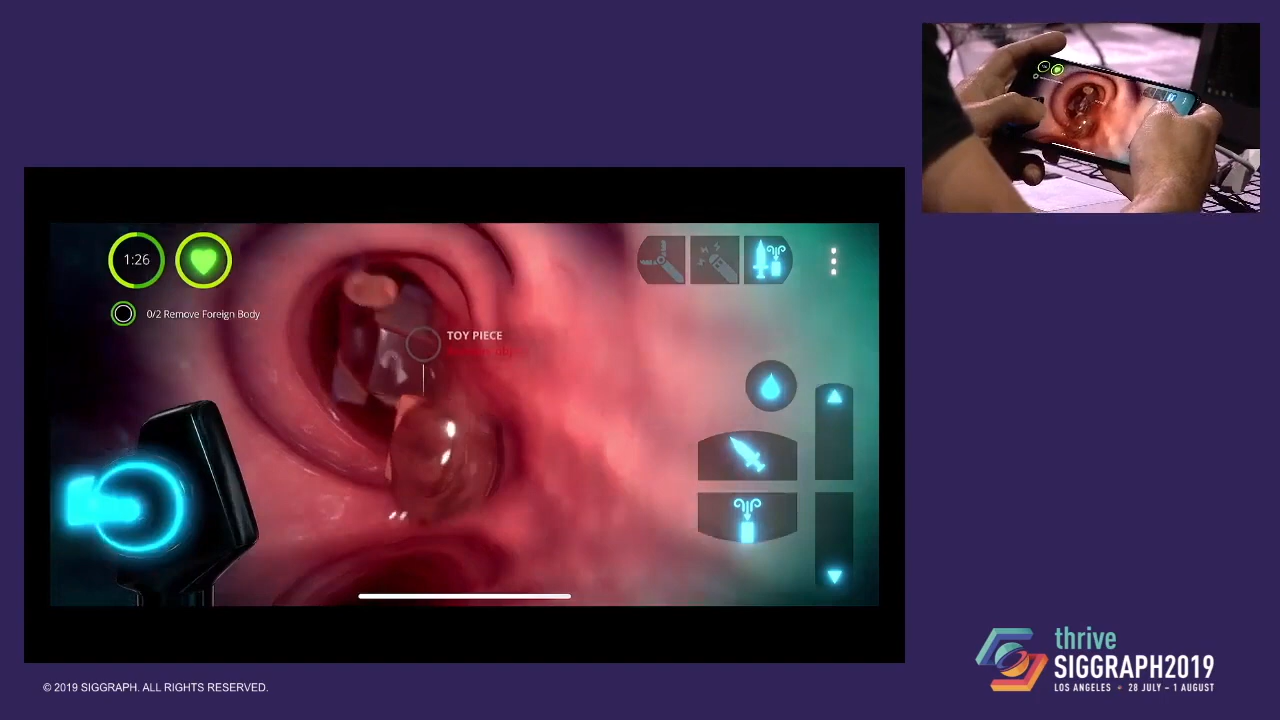 1:26
0/2 Remove Foreign Body
TOY PIECE
thrive
SIGGRAPH2019
LOS ANGELES • 28 JULY – 1 AUGUST
© 2019 SIGGRAPH. ALL RIGHTS RESERVED.